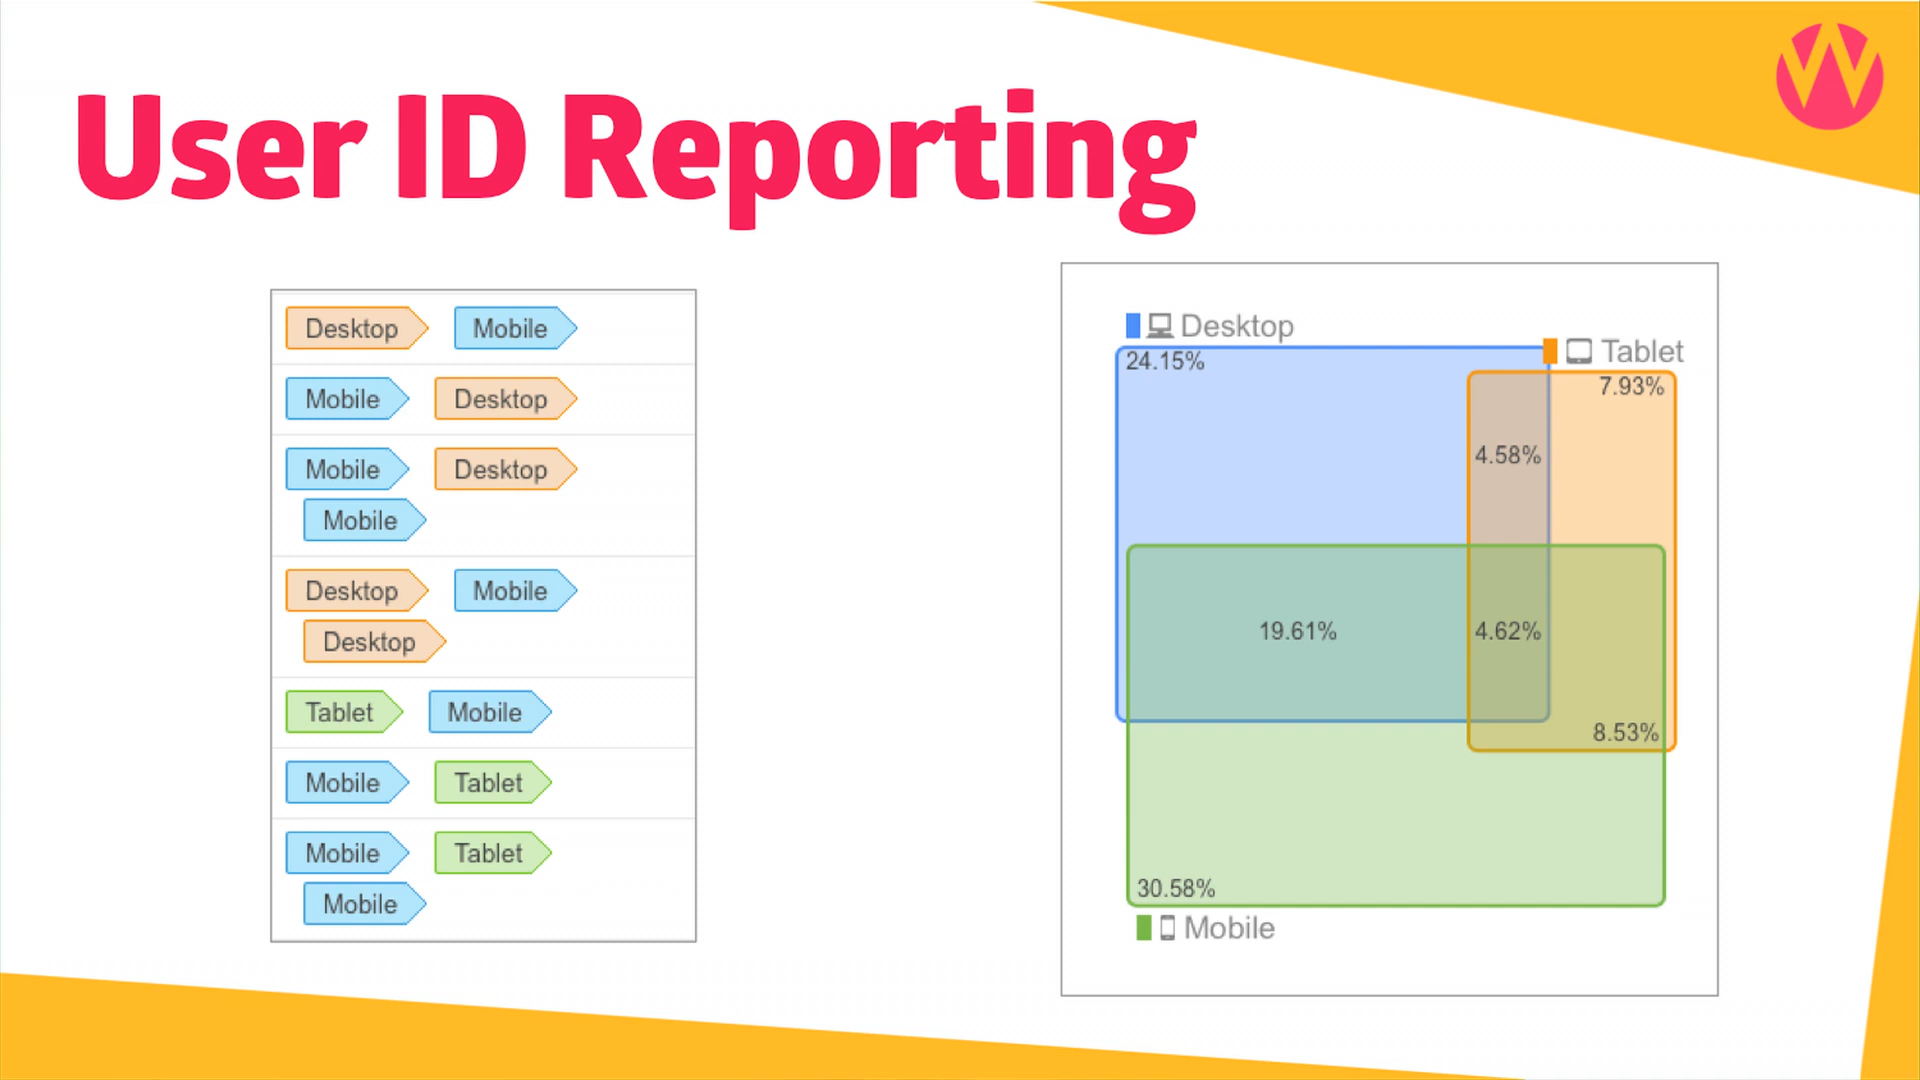 User ID Reporting
Desktop Mobile
Mobile Desktop
Mobile Desktop
Mobile
Desktop Mobile
Desktop
Tablet Mobile
Mobile Tablet
Mobile Tablet
Mobile
Desktop
Tablet
24.15%
7.93%
4.58%
19.61%
4.62%
8.53%
30.58%
Mobile